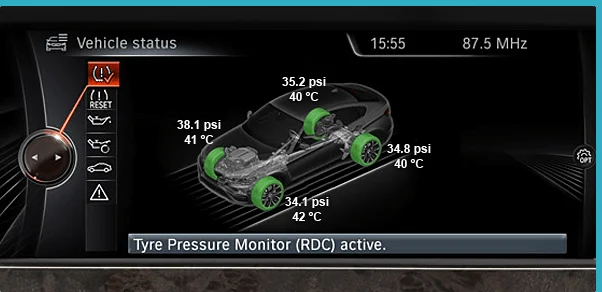 Vehicle status
15:55
87.5 MHz
35.2 psi
40 °C
RESET
38.1 psi
41 °C
34.8 psi
40 °C
OPT
34.1 psi
42 °C
Tyre Pressure Monitor (RDC) active.